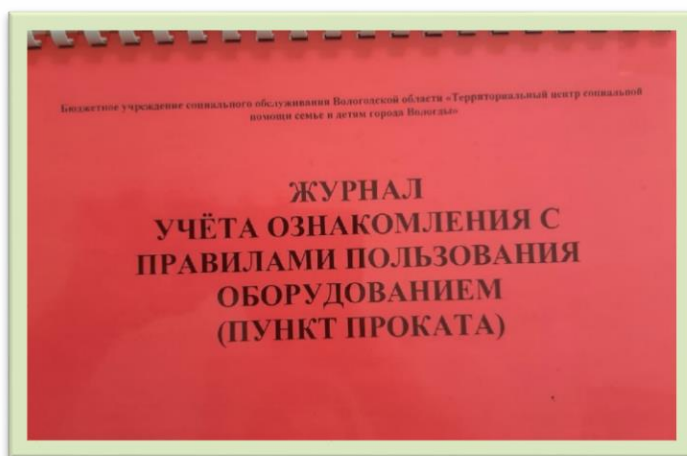 Бюджетное учреждение социального обслуживания Вологодской области «Территориальный центр социальной
помощи семье и детям города Вологды»
ЖУРНАЛ
УЧЁТА ОЗНАКОМЛЕНИЯ С
ПРАВИЛАМИ ПОЛЬЗОВАНИЯ
ОБОРУДОВАНИЕМ
(ПУНКТ ПРОКАТА)